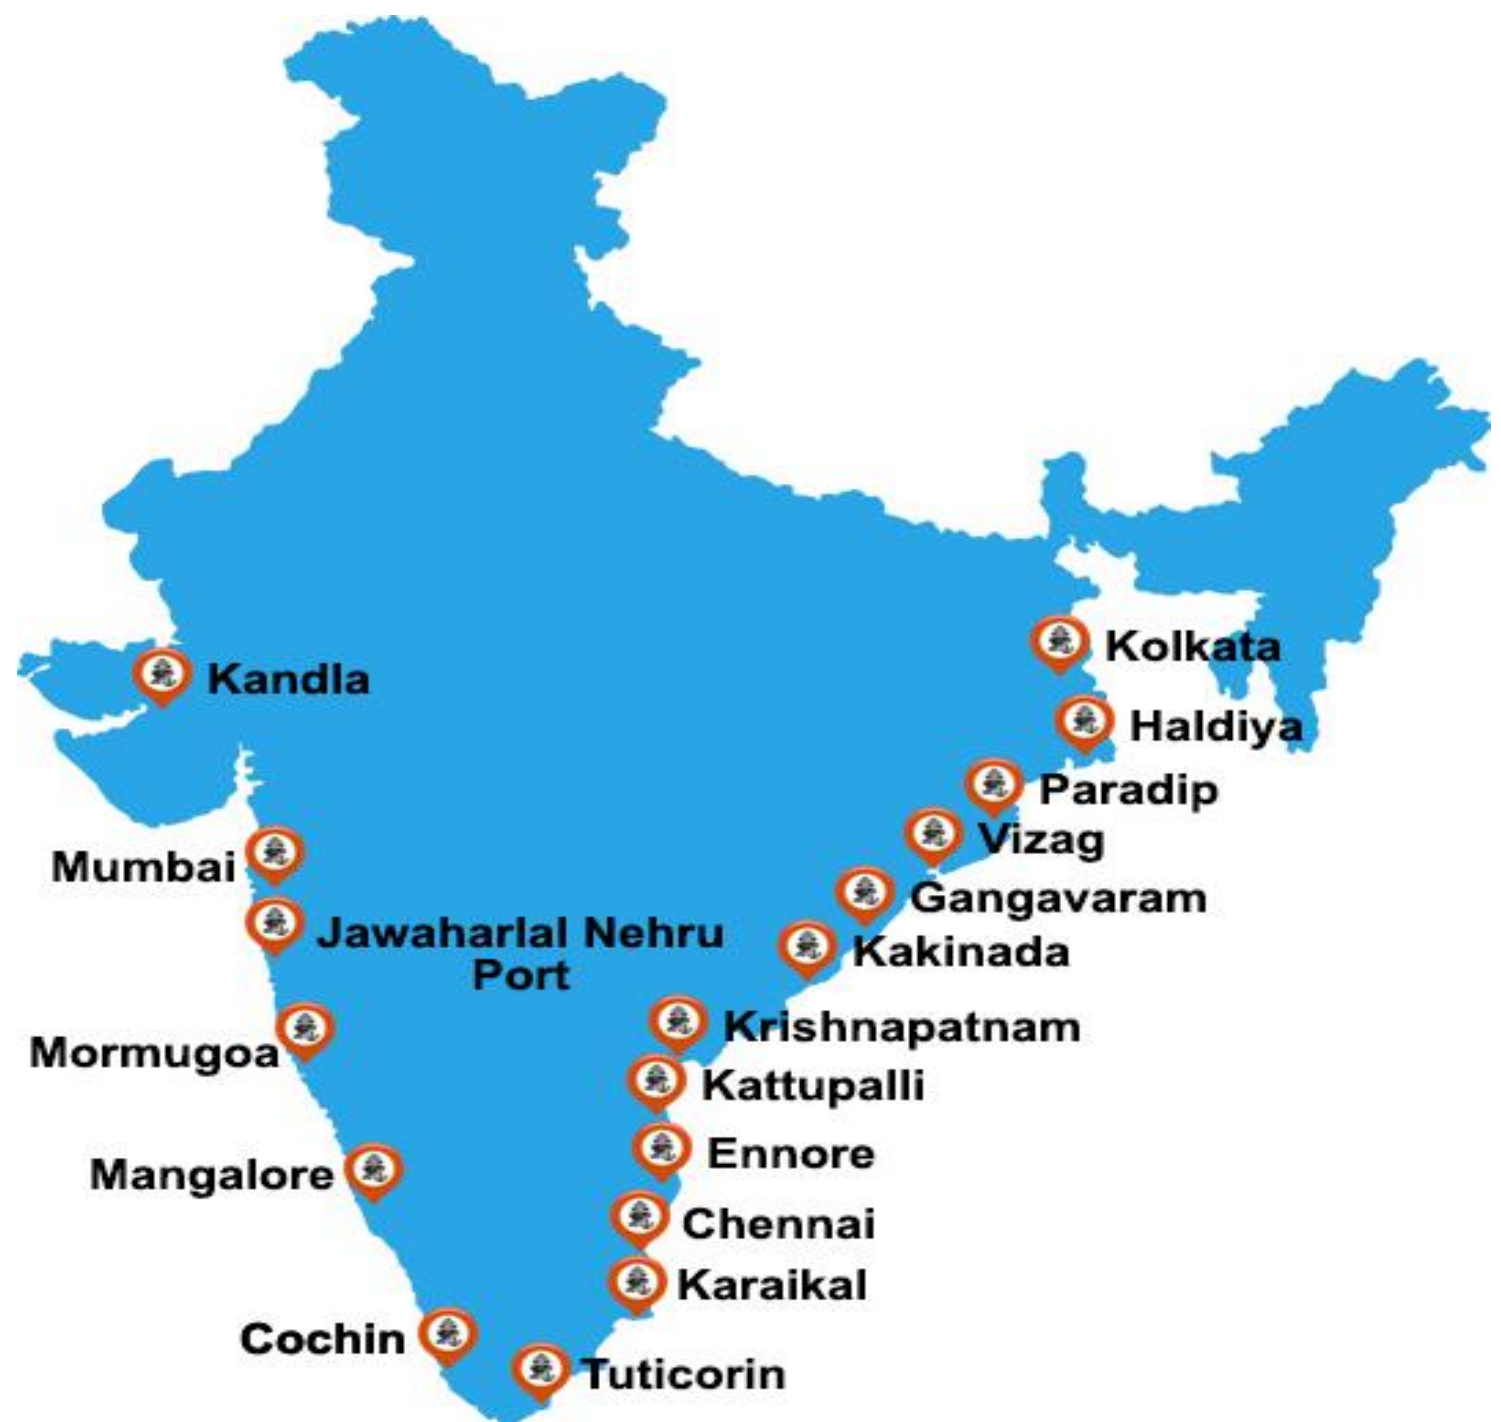 Kolkata
Kandla
Haldiya
Paradip
Vizag
Mumbai
Gangavaram
Jawaharlal Nehru
Port
Kakinada
Krishnapatnam
Mormugoa
Kattupalli
Ennore
Mangalore
Chennai
Karaikal
Cochin
Tuticorin